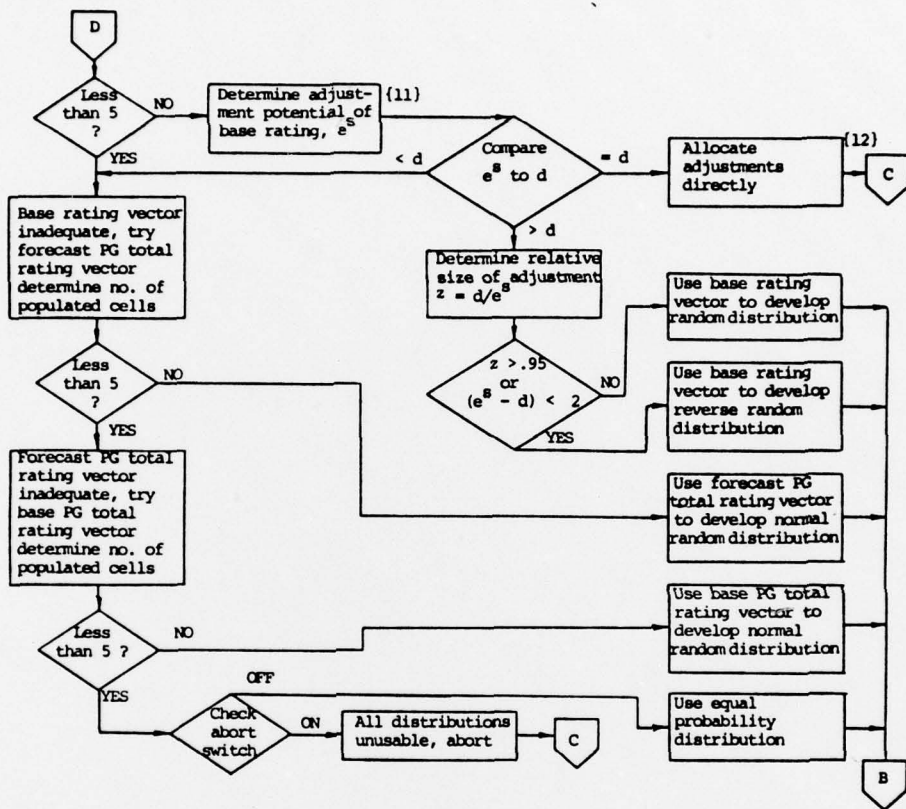 D
Less
than 5
?
NO
YES
Determine adjust-
ment potential of
base rating, e^s
{11}
Compare
e^s to d
< d
= d
> d
Allocate
adjustments
directly
{12}
C
Base rating vector
inadequate, try
forecast PG total
rating vector
determine no. of
populated cells
Determine relative
size of adjustment
z = d/e^s
z >.95
or
(e^s - d) < 2
NO
YES
Use base rating
vector to develop
random distribution
Use base rating
vector to develop
reverse random
distribution
Less
than 5
?
NO
YES
Use forecast PG
total rating vector
to develop normal
random distribution
Forecast PG total
rating vector
inadequate, try
base PG total
rating vector
determine no. of
populated cells
Less
than 5 ?
NO
YES
Use base PG total
rating vector to
develop normal
random distribution
Check
abort
switch
OFF
ON
All distributions
unusable, abort
C
Use equal
probability
distribution
B